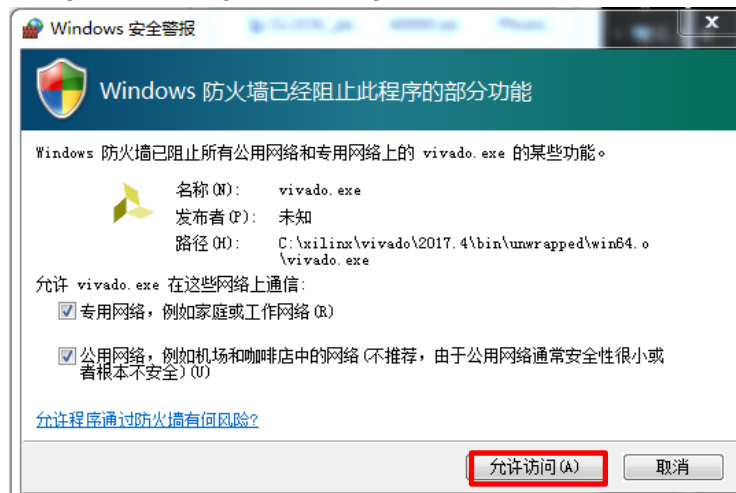 Windows 安全警报
x
Windows 防火墙已经阻止此程序的部分功能
Windows 防火墙已阻止所有公用网络和专用网络上的 vivado.exe 的某些功能。
名称(N): vivado.exe
发布者(P): 未知
路径(H): C:\xilinx\vivado\2017.4\bin\unwrapped\win64.o
\vivado.exe
允许 vivado.exe 在这些网络上通信:
专用网络，例如家庭或工作网络(R)
公用网络，例如机场和咖啡店中的网络(不推荐，由于公用网络通常安全性很小或
者根本不安全)(U)
允许程序通过防火墙有何风险?
允许访问(A)
取消